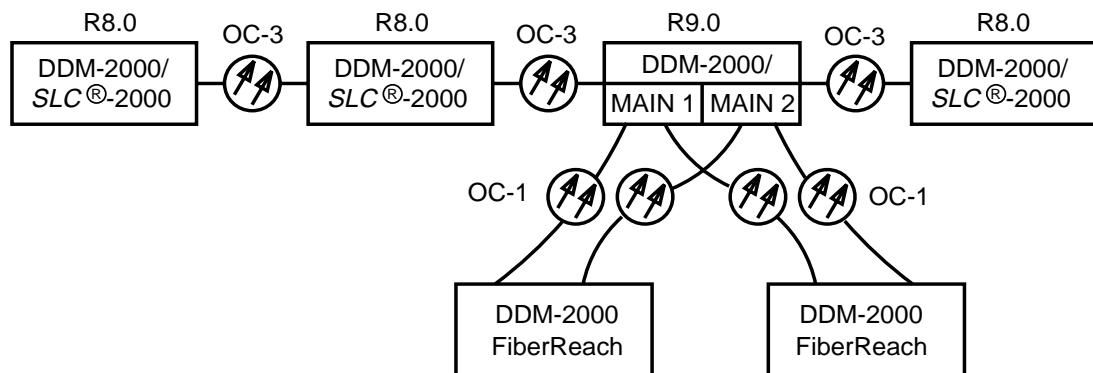 R8.0
R8.0
R9.0
R8.0
OC-3
OC-3
OC-3
DDM-2000/
SLC ®-2000
DDM-2000/
SLC ®-2000
DDM-2000/
MAIN 1
MAIN 2
DDM-2000/
SLC ®-2000
OC-1
OC-1
DDM-2000
FiberReach
DDM-2000
FiberReach